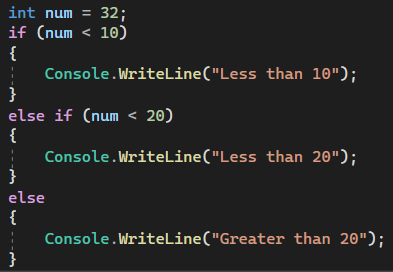 int num = 32;
if (num < 10)
{
    Console.WriteLine("Less than 10");
}
else if (num < 20)
{
    Console.WriteLine("Less than 20");
}
else
{
    Console.WriteLine("Greater than 20");
}